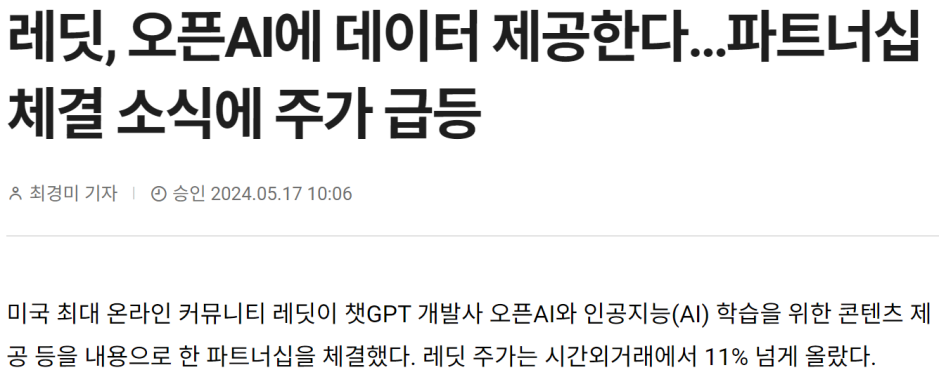 레딧, 오픈AI에 데이터 제공한다...파트너십
체결 소식에 주가 급등
최경미 기자 | 승인 2024.05.17 10:06
미국 최대 온라인 커뮤니티 레딧이 챗GPT 개발사 오픈AI와 인공지능(AI) 학습을 위한 콘텐츠 제
공 등을 내용으로 한 파트너십을 체결했다. 레딧 주가는 시간외거래에서 11% 넘게 올랐다.